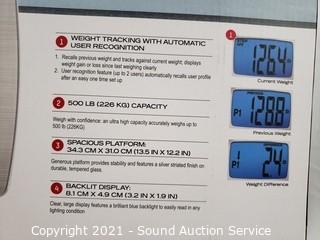 1 WEIGHT TRACKING WITH AUTOMATIC
USER RECOGNITION
1. Recalls previous weight and tracks against current weight; displays
weight gain or slice since last weighing clearly
2. User recognition feature (up to 2 users) automatically recalls user profile
after an easy one time set up
2 500 LB (226 KG) CAPACITY
Weigh with confidence: an ultra high capacity accurately weighs up to
500 lb (226KG)
3 SPACIOUS PLATFORM:
34.3 CM X 31.0 CM (13.5 IN X 12.2 IN)
Generous platform provides stability and features a silver striated finish on
durable, tempered glass.
4 BACKLIT DISPLAY:
8.1 CM X 4.9 CM (3.2 IN X 1.9 IN)
Clear, large display features a brilliant blue backlight to easily read in any
lighting condition
1
126.4
Current Weight
P1 128.8
Previous Weight
P1 2.4
Weight Difference
Copyright 2021 - Sound Auction Service